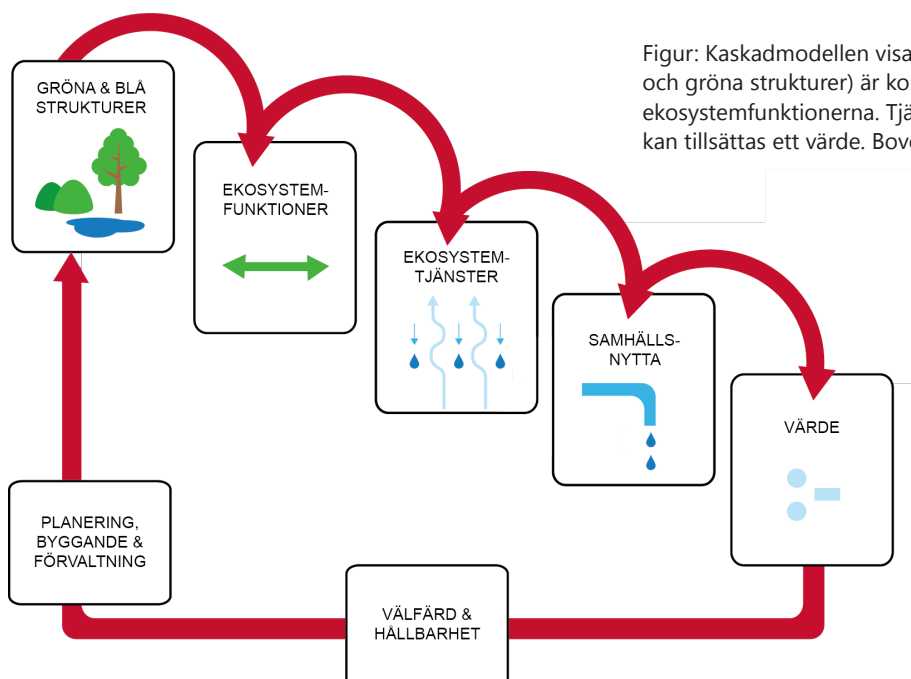 GRÖNA & BLÅ
STRUKTURER
EKOSYSTEM-
FUNKTIONER
EKOSYSTEM-
TJÄNSTER
SAMHÄLLS-
NYTTA
VÄRDE
VÄLFÄRD &
HÅLLBARHET
PLANERING,
BYGGANDE &
FÖRVALTNING
Figur: Kaskadmodellen visa
och gröna strukturer) är ko
ekosystemfunktionerna. Tjä
kan tillsättas ett värde. Bov